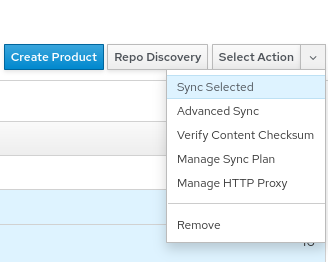 Create Product Repo Discovery Select Action
Sync Selected
Advanced Sync
Verify Content Checksum
Manage Sync Plan
Manage HTTP Proxy
Remove